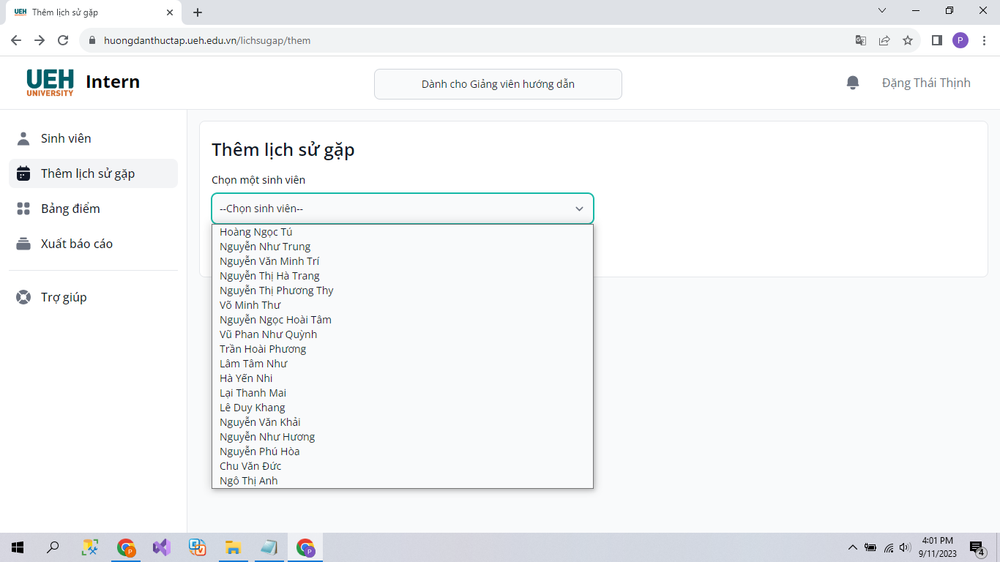 UEH Thêm lịch sử gặp
huongdanthuctap.ueh.edu.vn/lichsugap/them
P
UEH
UNIVERSITY
Intern
Dành cho Giảng viên hướng dẫn
Đặng Thái Thịnh
Sinh viên
Thêm lịch sử gặp
Bảng điểm
Xuất báo cáo
Trợ giúp
Thêm lịch sử gặp
Chọn một sinh viên
--Chọn sinh viên--
Hoàng Ngọc Tú
Nguyễn Như Trung
Nguyễn Văn Minh Trí
Nguyễn Thị Hà Trang
Nguyễn Thị Phương Thy
Võ Minh Thư
Nguyễn Ngọc Hoài Tâm
Vũ Phan Như Quỳnh
Trần Hoài Phương
Lâm Tâm Như
Hà Yến Nhi
Lại Thanh Mai
Lê Duy Khang
Nguyễn Văn Khải
Nguyễn Như Hương
Nguyễn Phú Hòa
Chu Văn Đức
Ngô Thị Anh
P
E
V
P
4:01 PM
9/11/2023
4